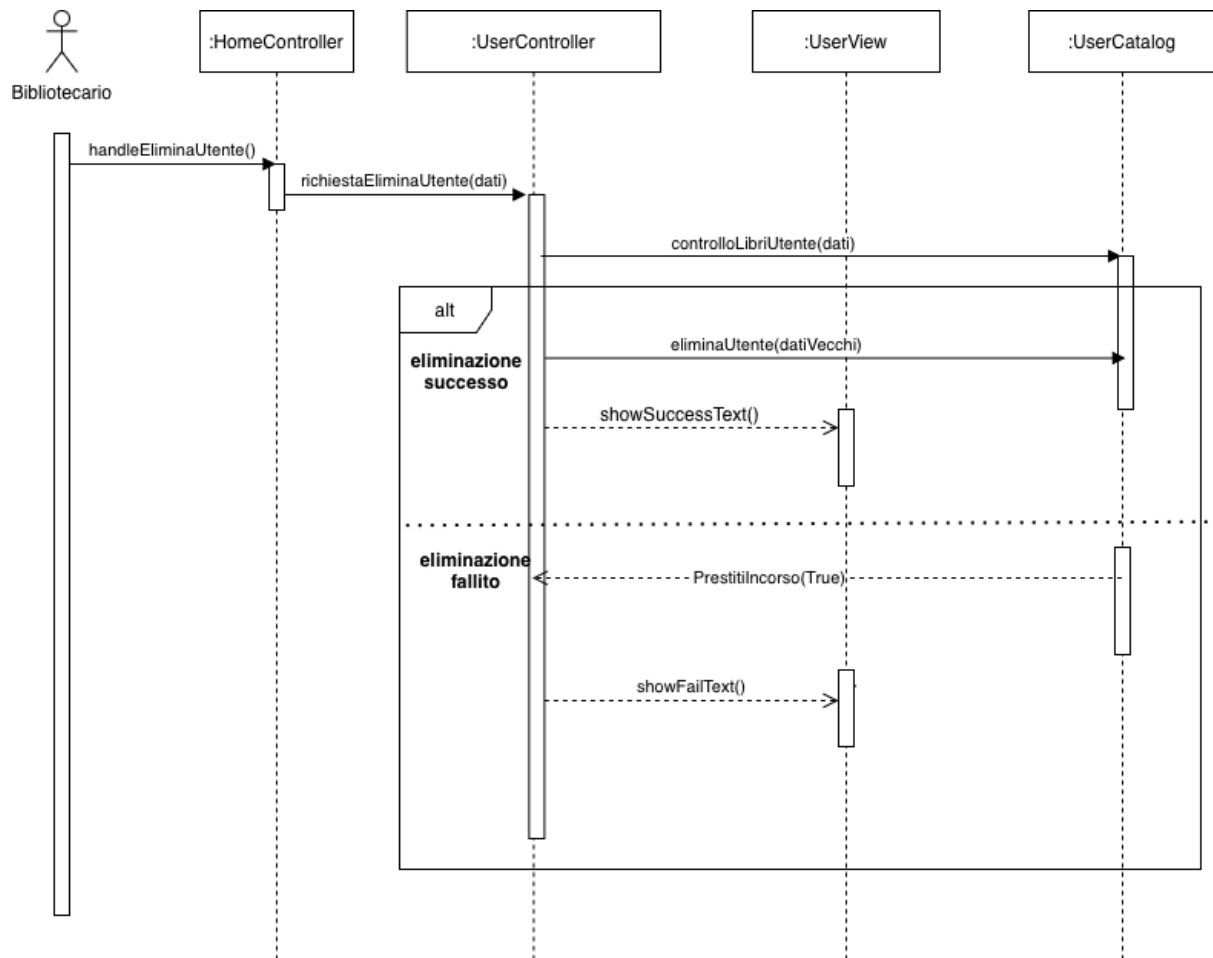 :HomeController
:UserController
:UserView
:UserCatalog
Bibliotecario
handleEliminaUtente()
richiestaEliminaUtente(dati)
controlloLibriUtente(dati)
alt
eliminaUtente(datiVecchi)
eliminazione
successo
showSuccessText()
eliminazione
fallito
PrestitiIncorso(True)
showFailText()